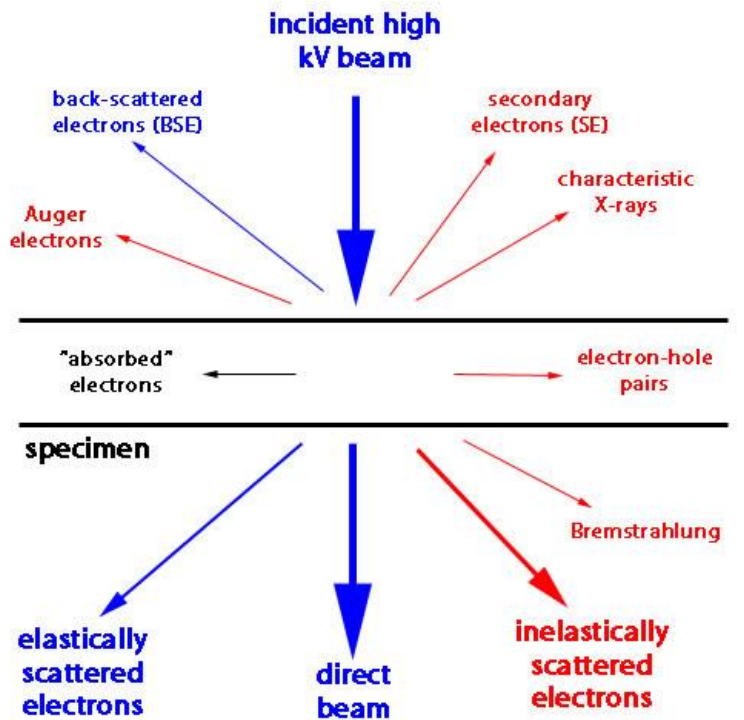 incident high
kV beam
back-scattered
electrons (BSE)
secondary
electrons (SE)
characteristic
X-rays
Auger
electrons
"absorbed"
electrons
electron-hole
pairs
specimen
Bremstrahlung
elastically
scattered
electrons
direct
beam
inelastically
scattered
electrons